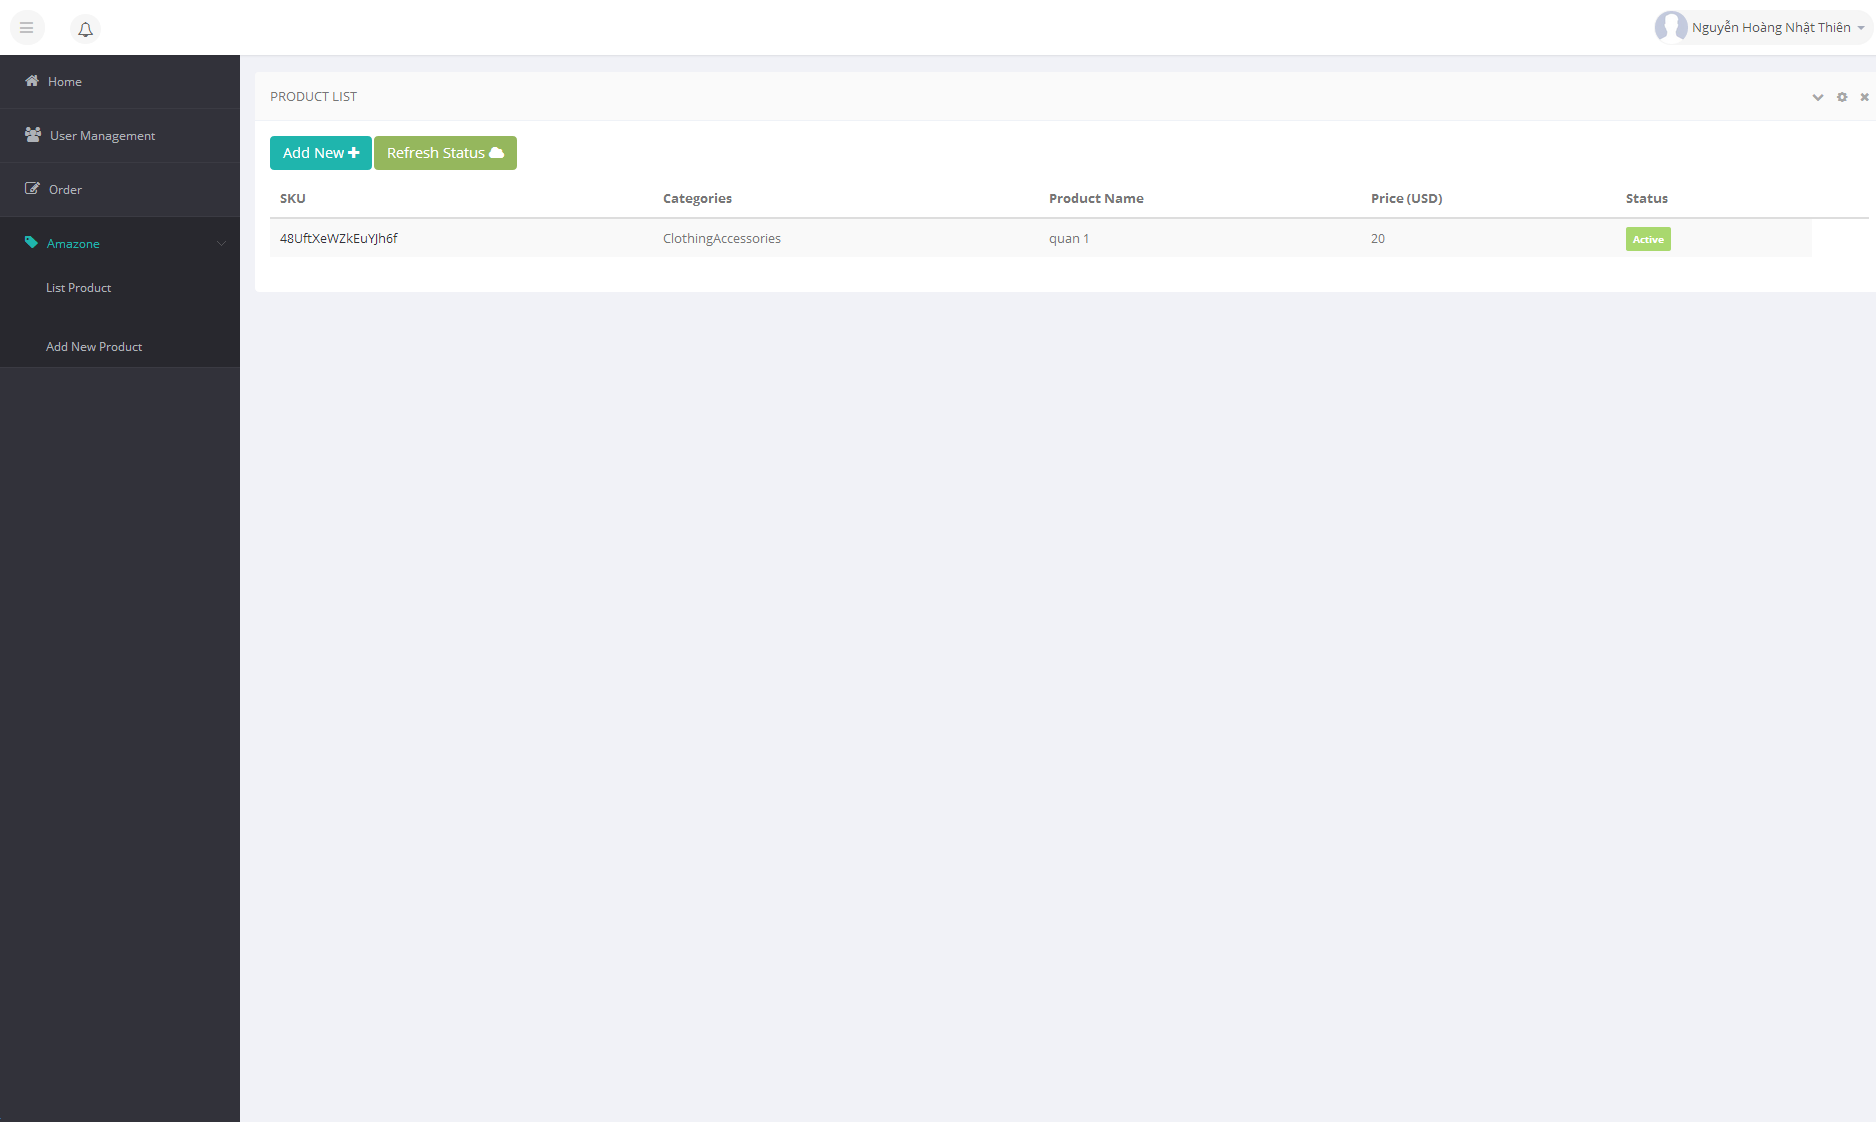 Nguyễn Hoàng Nhật Thiên
Home
User Management
Order
Amazone
List Product
Add New Product
PRODUCT LIST
Add New
Refresh Status
SKU Categories Product Name Price (USD) Status
48UftXeWZkEuYJh6f ClothingAccessories quan 1 20 Active